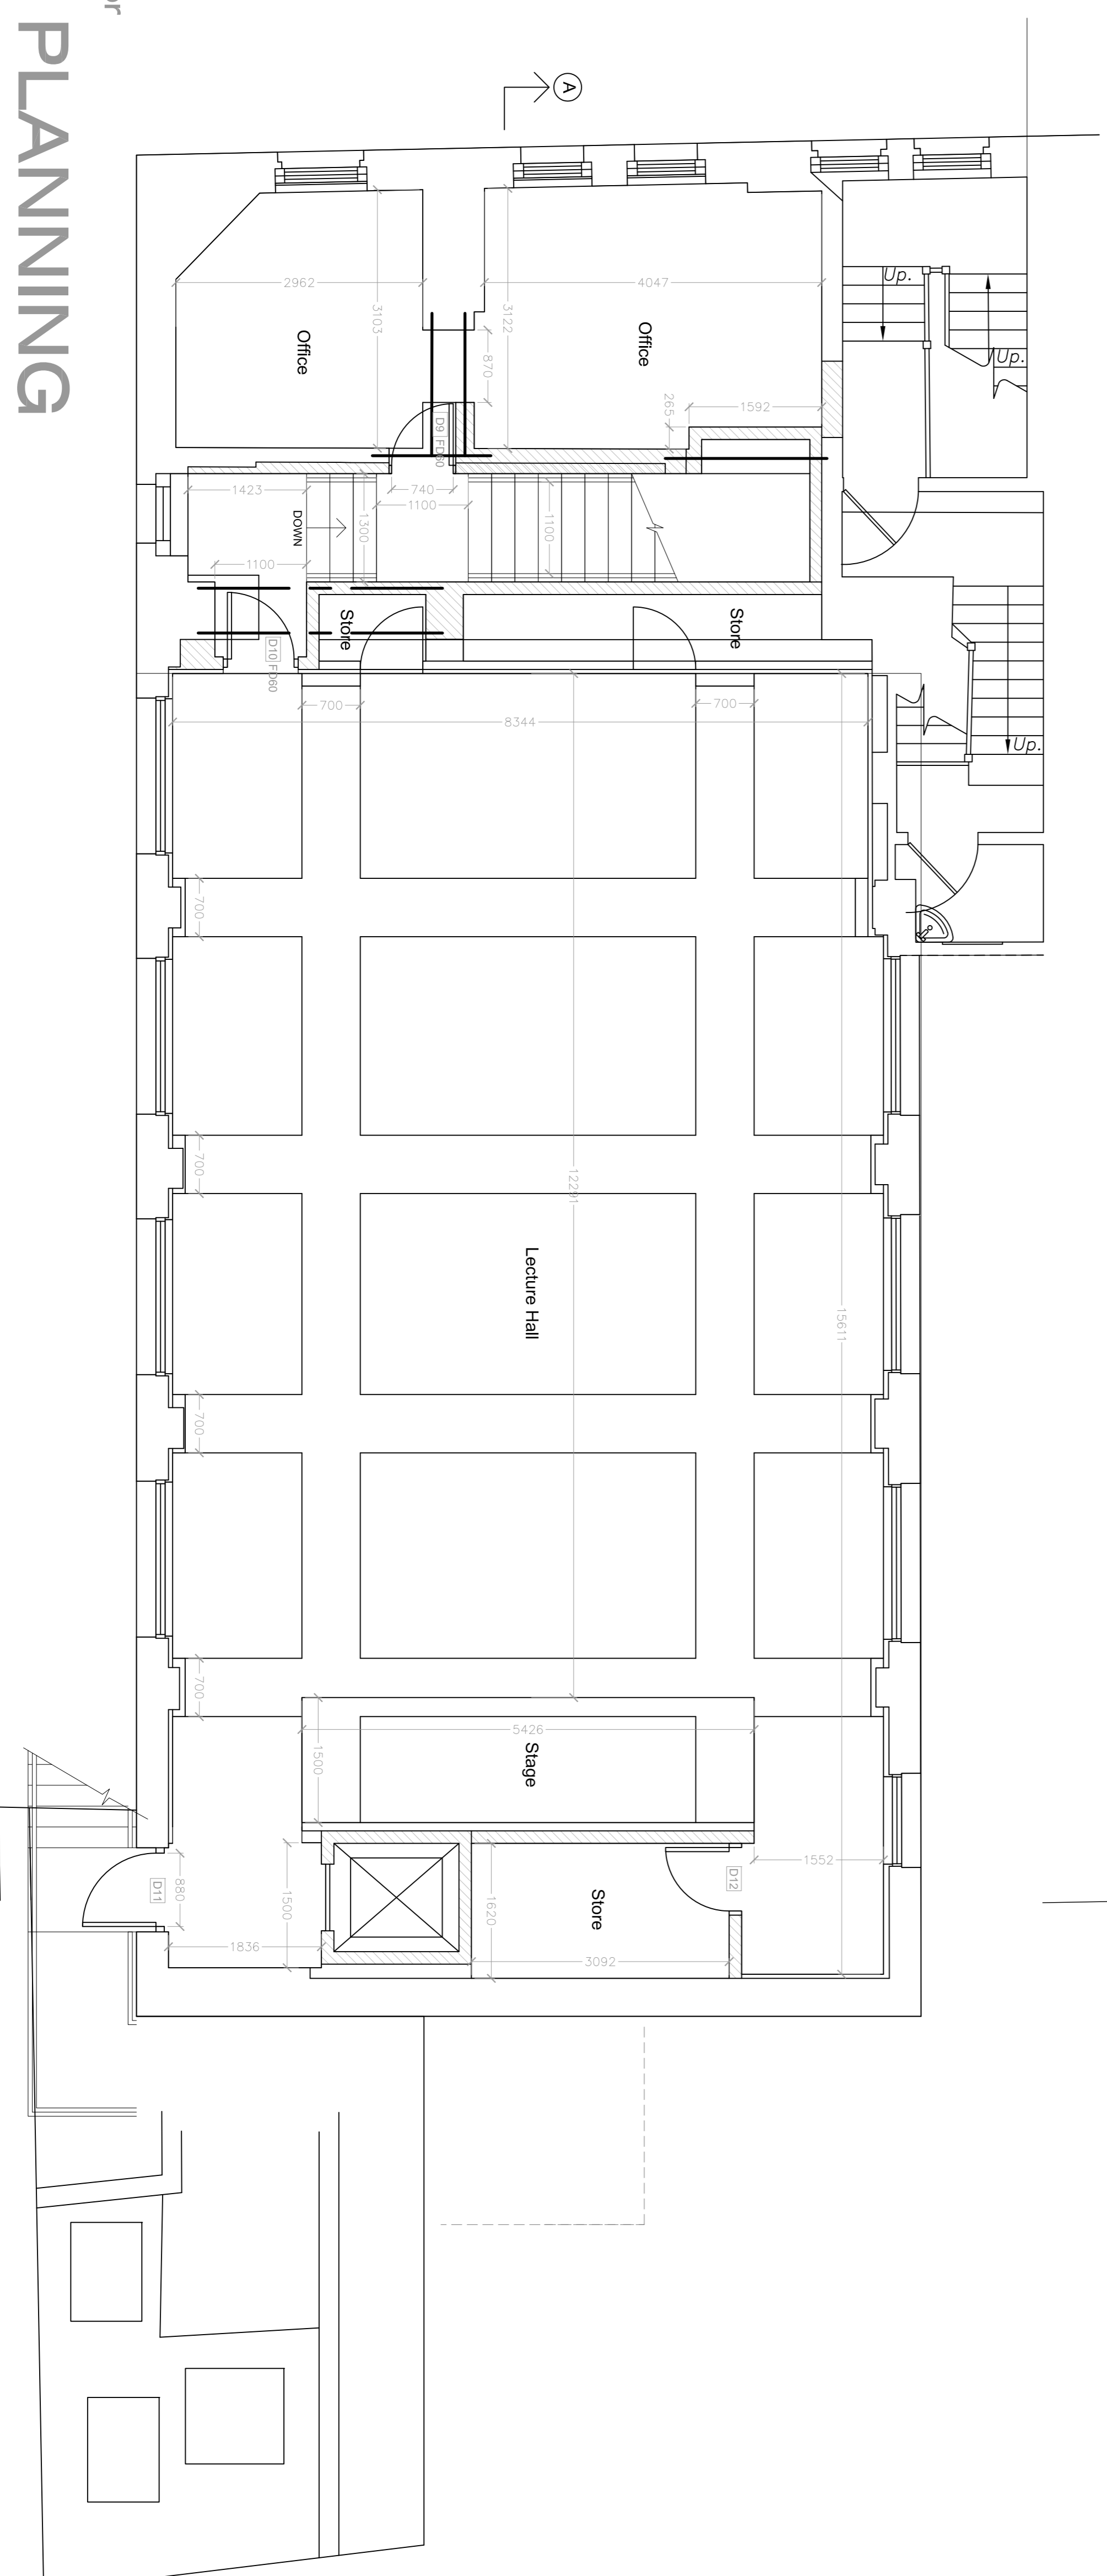 or
PLANNING
A
Up.
Up.
2962
3103
Office
4047
3122
Office
870
1592
265
D9 FD60
1423
DOWN
1300
740
1100
1100
1100
Store
Store
D10 FD60
Up.
700
8344
700
700
12291
700
Lecture Hall
15611
700
700
5426
1500
Stage
1552
D12
D11
880
1500
1836
1620
Store
3092